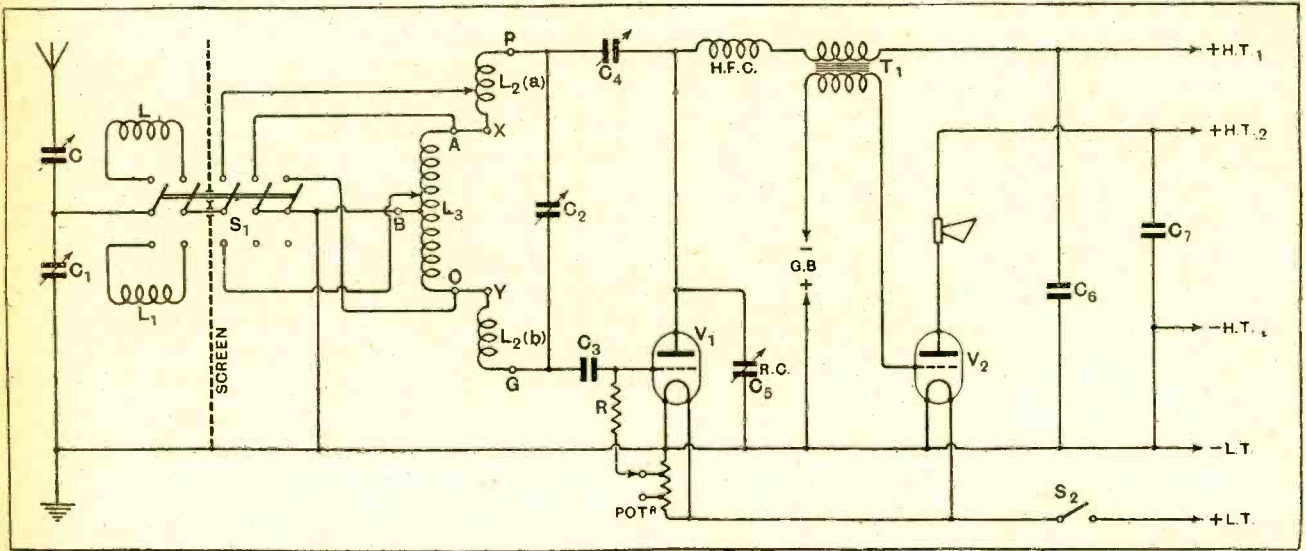 P
L2(a)
C4
H.F.C.
T1
+H.T.1
L
X
A
+H.T.2
C
S1
B
L3
C2
C1
L1
SCREEN
O
Y
L2(b)
G
C3
R
POTR
V1
R.C.
C5
−
G.B
+
V2
C6
C7
−H.T.
−L.T.
S2
+L.T.